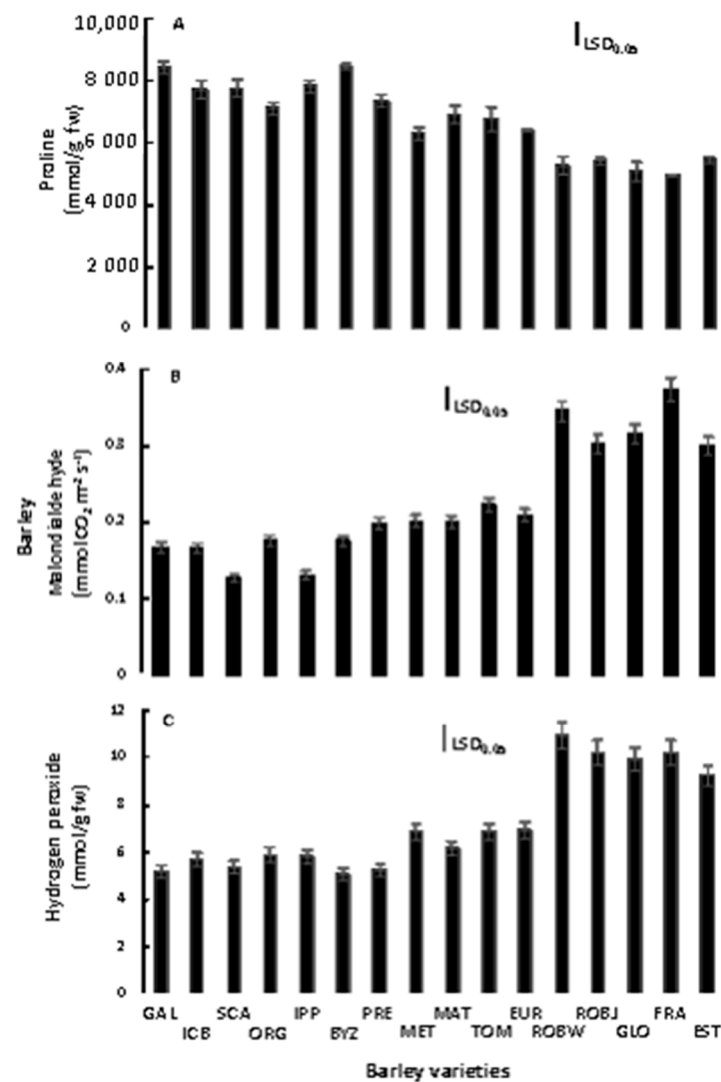 A
LSD0.05
10,000
8 000
6 000
4 000
2 000
0
Proline
(mmol/g fw)
B
LSD0.05
0.4
0.3
0.2
0.1
0
Barley
Malondialdehyde
(mmol CO2 m-2 s-1)
C
LSD0.05
12
10
8
6
4
2
0
Hydrogen peroxide
(mmol/g fw)
GAL SCA IPP PRE MAT EUR ROBJ FRA
ICB ORG BYZ MET TOM ROBW GLO EST
Barley varieties